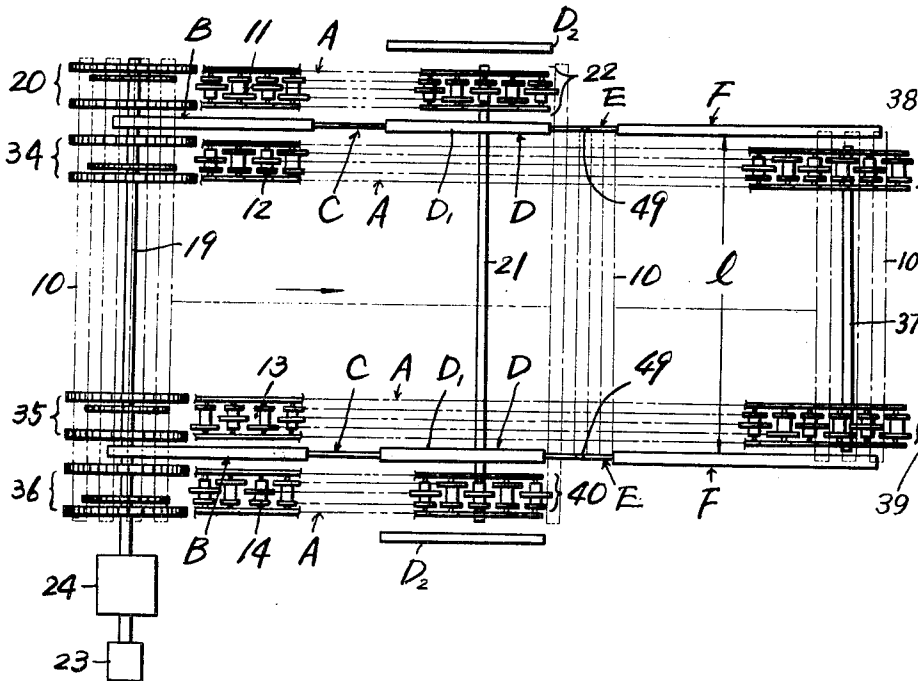 B 11 A D₂
20 22 E F 38
34
12 C A D₁ D 49
19 21 10 l 10
10 37
13 C A D₁ D 49
35
36 40 E F 39
B 14 A D₂
24
23